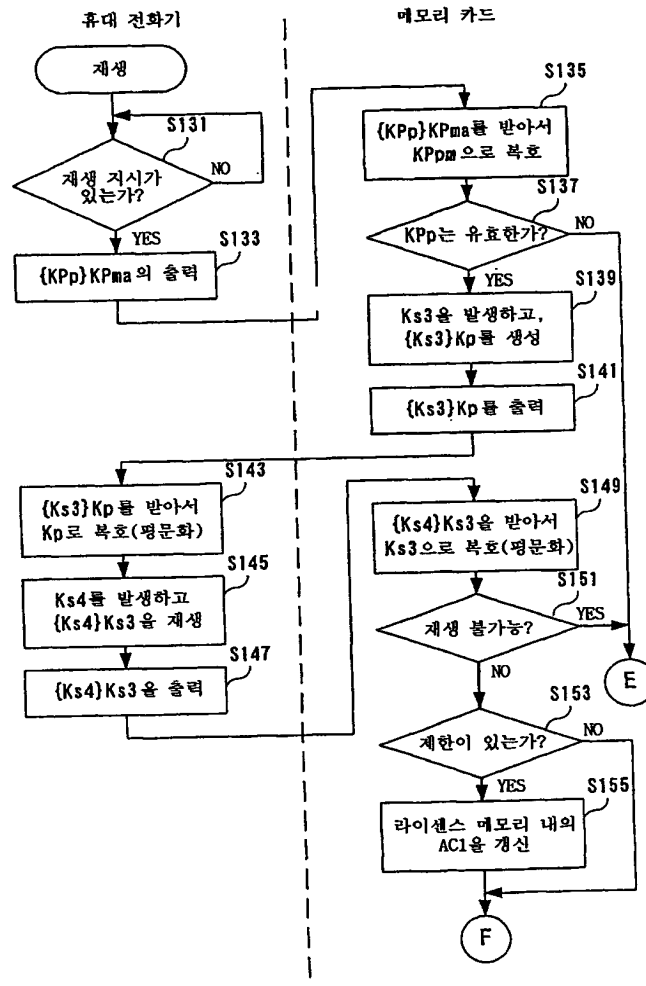 휴대 전화기
메모리 카드
재생
S131
재생 지시가
있는가?
NO
YES
S133
{KPp}KPma의 출력
S135
{KPp}KPma를 받아서
KPpm으로 복호
S137
KPp는 유효한가?
NO
YES
S139
Ks3을 발생하고,
{Ks3}Kp를 생성
S141
{Ks3}Kp를 출력
S143
{Ks3}Kp를 받아서
Kp로 복호(평문화)
S145
Ks4를 발생하고
{Ks4}Ks3을 재생
S147
{Ks4}Ks3을 출력
S149
{Ks4}Ks3을 받아서
Ks3으로 복호(평문화)
S151
재생 불가능?
YES
NO
E
S153
제한이 있는가?
NO
YES
S155
라이센스 메모리 내의
AC1을 갱신
F